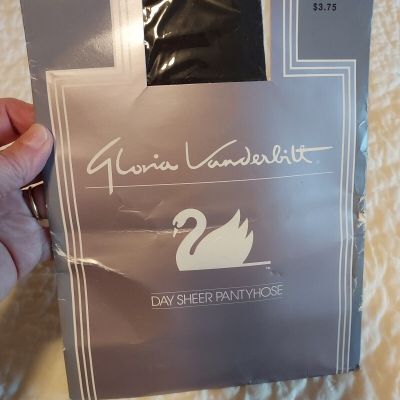 $3.75
Gloria Vanderbilt
DAY SHEER PANTYHOSE